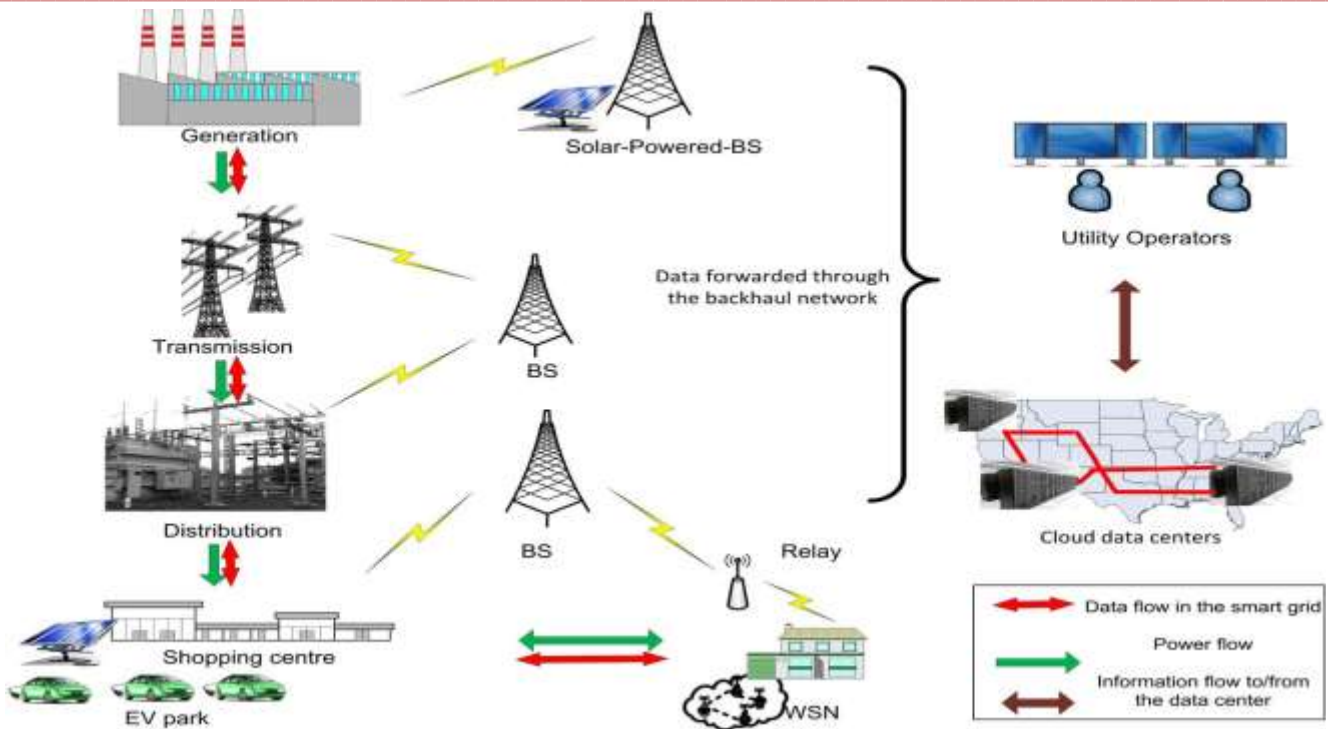 Generation
Solar-Powered-BS
Utility Operators
Data forwarded through
the backhaul network
Transmission
BS
Distribution
BS
Relay
Cloud data centers
Shopping centre
EV park
WSN
Data flow in the smart grid
Power flow
Information flow to/from
the data center